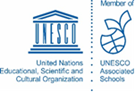 Member of
UNESCO
United Nations
Educational, Scientific and
Cultural Organization
UNESCO
Associated
Schools